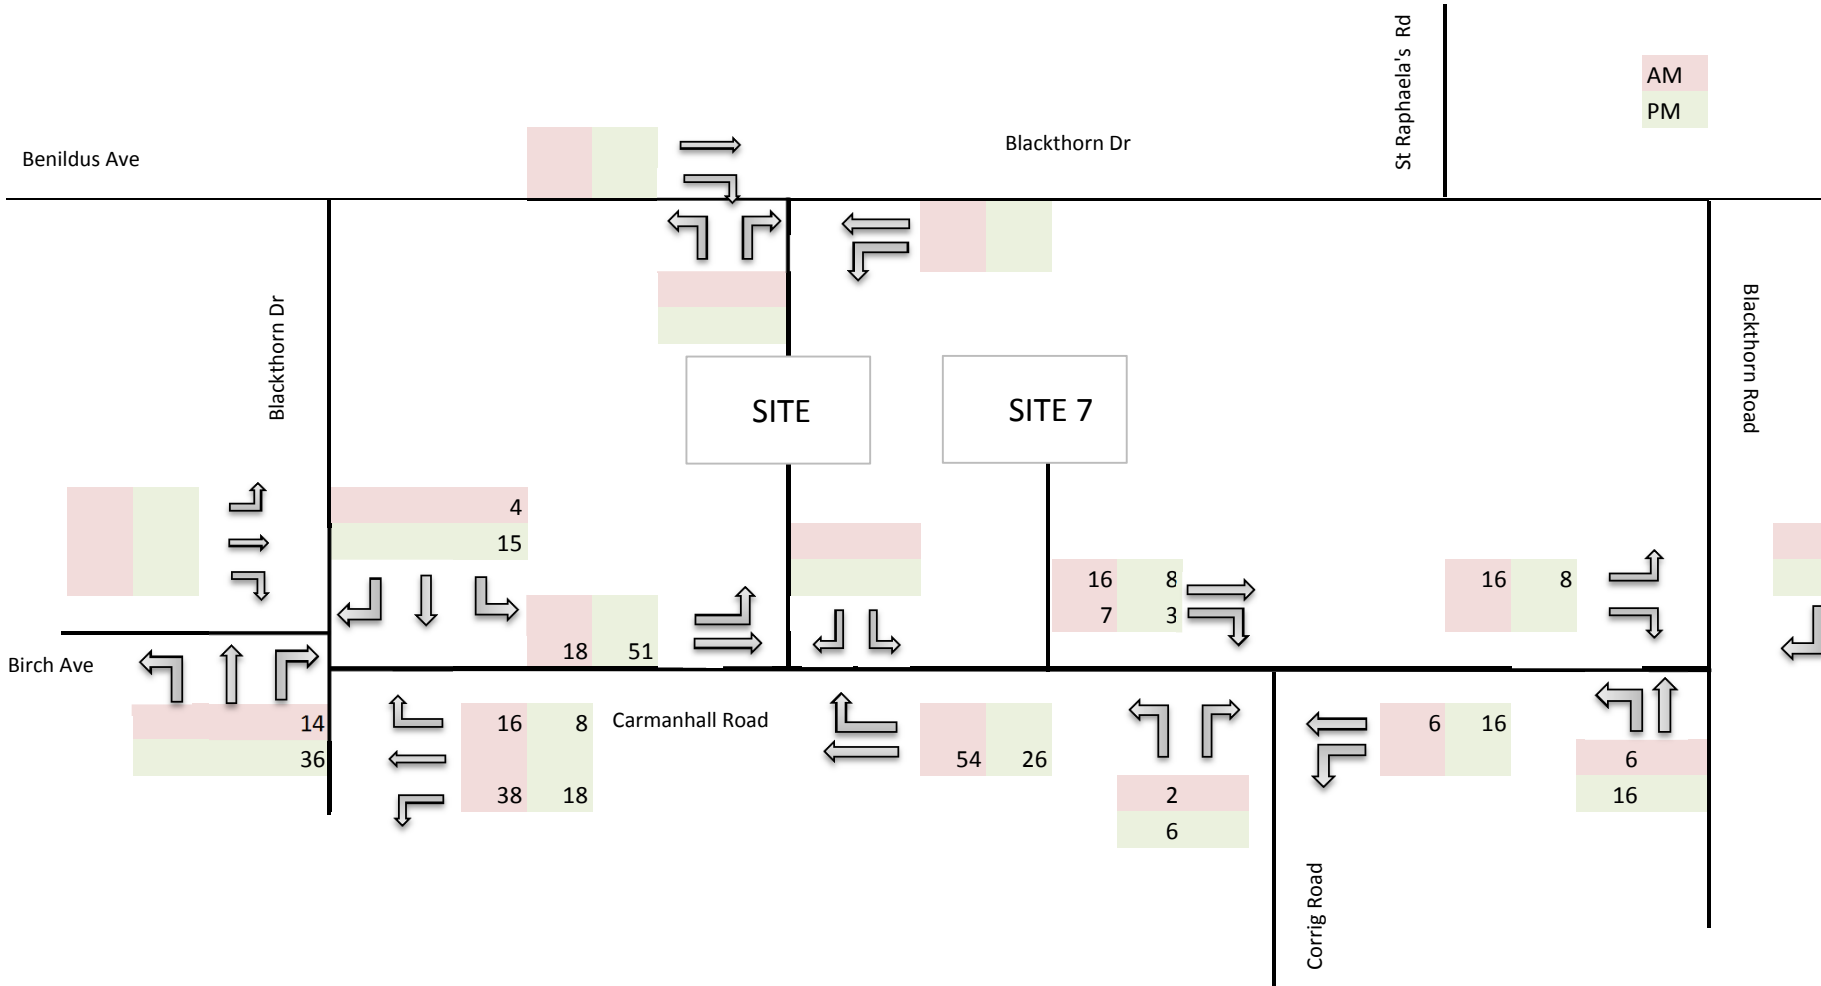 St Raphaela's Rd
AM
PM
Benildus Ave
Blackthorn Dr
Blackthorn Dr
Blackthorn Road
SITE
SITE 7
4
15
16 8
7 3
16 8
18 51
Birch Ave
14
36
16 8
38 18
Carmanhall Road
54 26
2
6
6 16
6
16
Corrig Road